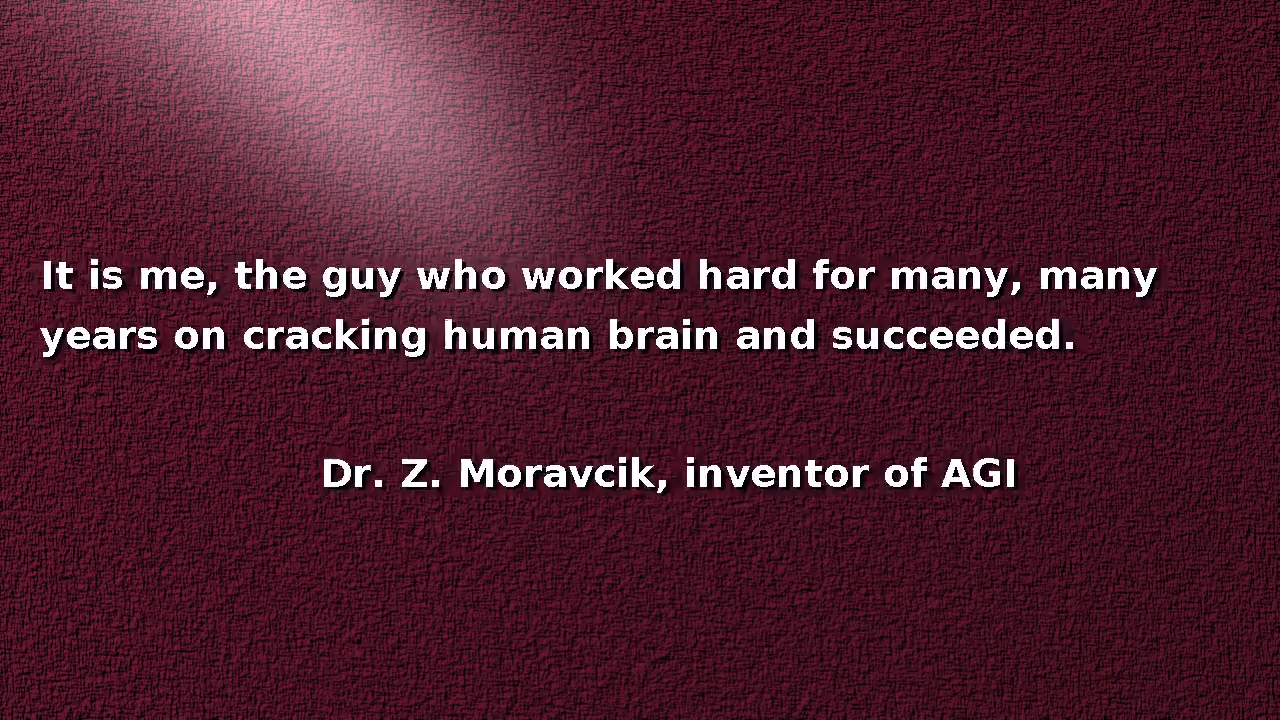 It is me, the guy who worked hard for many, many
years on cracking human brain and succeeded.
Dr. Z. Moravcik, inventor of AGI